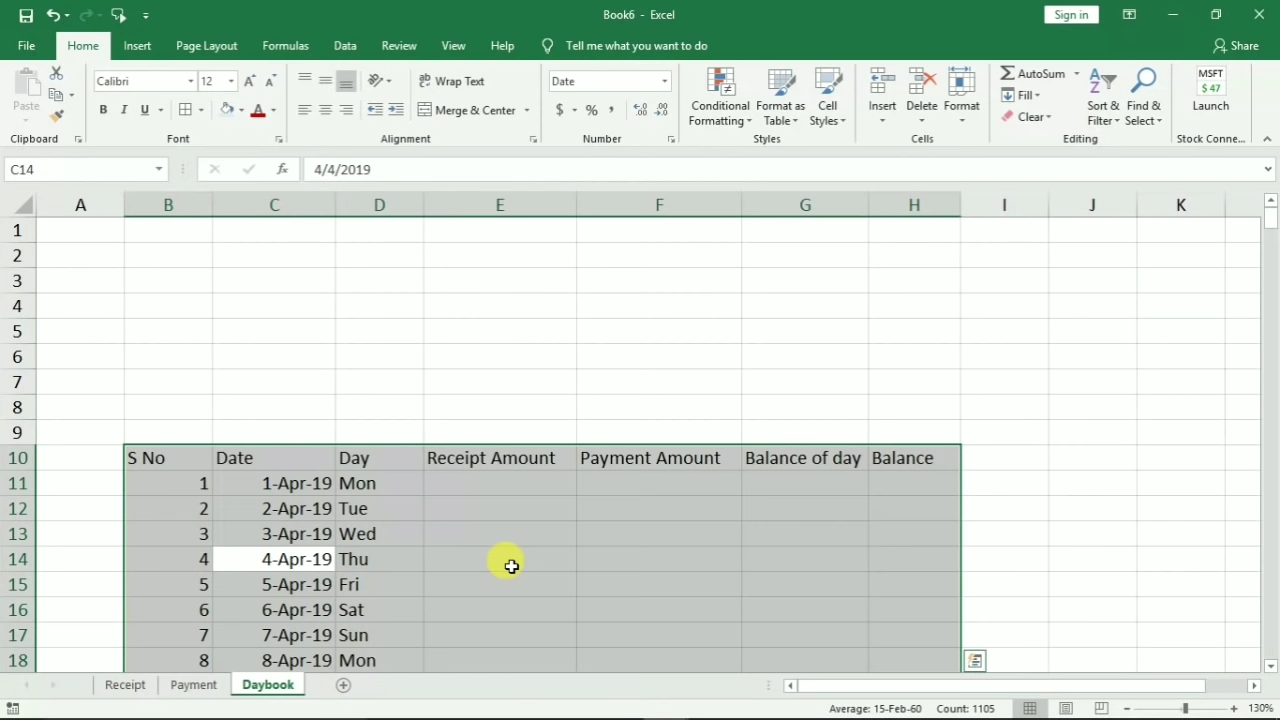 Book6 - Excel
Sign in
File Home Insert Page Layout Formulas Data Review View Help Tell me what you want to do
Share
Paste
Clipboard
Calibri 12
B I U A
Font
Wrap Text
Merge & Center
Alignment
Date
$ % ,
Number
Conditional Formatting
Format as Table
Cell Styles
Styles
Insert Delete Format
Cells
AutoSum
Fill
Clear
Sort & Filter
Find & Select
Editing
MSFT
$ 47
Launch
Stock Conne...
C14 fx 4/4/2019
A B C D E F G H I J K
1
2
3
4
5
6
7
8
9
10 S No Date Day Receipt Amount Payment Amount Balance of day Balance
11 1 1-Apr-19 Mon
12 2 2-Apr-19 Tue
13 3 3-Apr-19 Wed
14 4 4-Apr-19 Thu
15 5 5-Apr-19 Fri
16 6 6-Apr-19 Sat
17 7 7-Apr-19 Sun
18 8 8-Apr-19 Mon
Receipt Payment Daybook
Average: 15-Feb-60 Count: 1105 130%